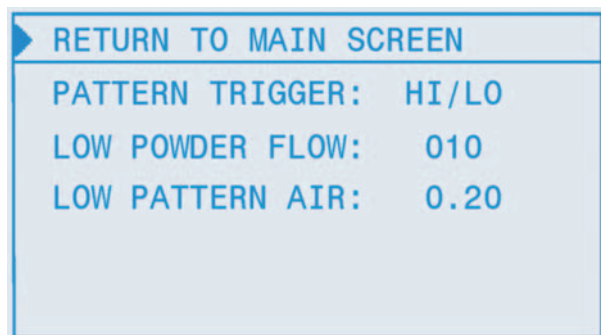 RETURN TO MAIN SCREEN
PATTERN TRIGGER: HI/LO
LOW POWDER FLOW: 010
LOW PATTERN AIR: 0.20